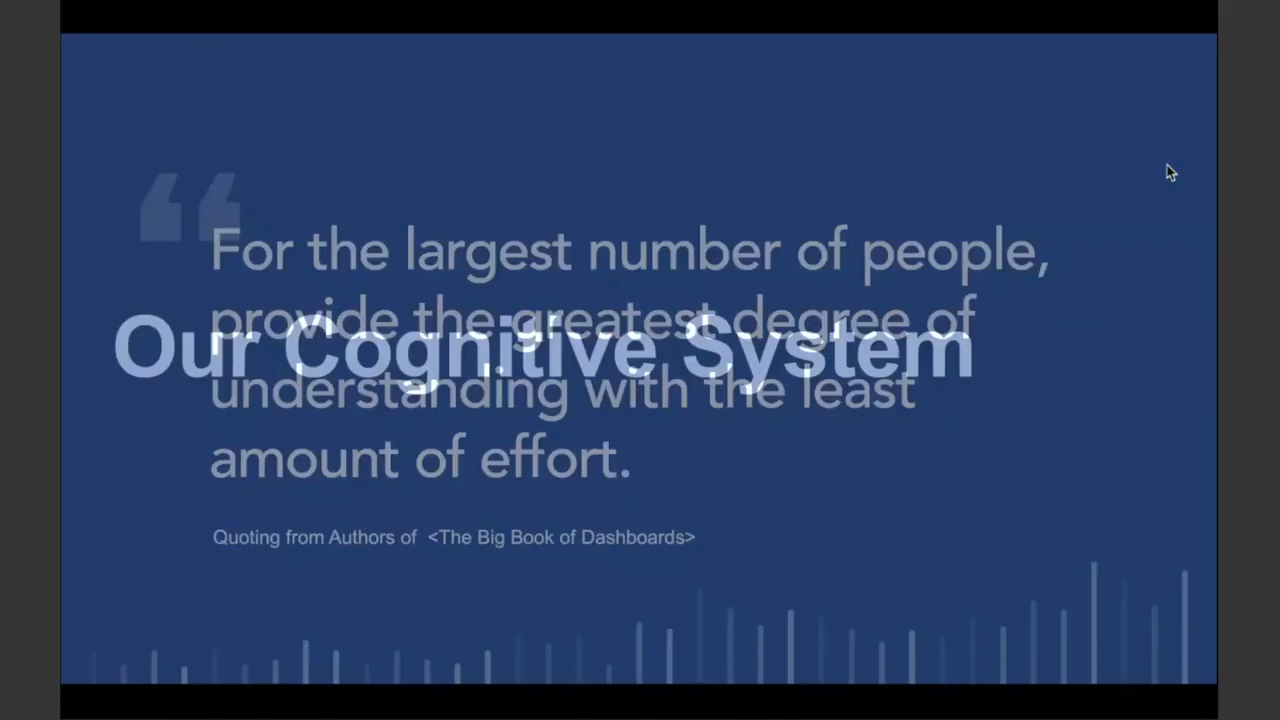 “
For the largest number of people,
provide the greatest degree of
Our Cognitive System
understanding with the least
amount of effort.
Quoting from Authors of <The Big Book of Dashboards>